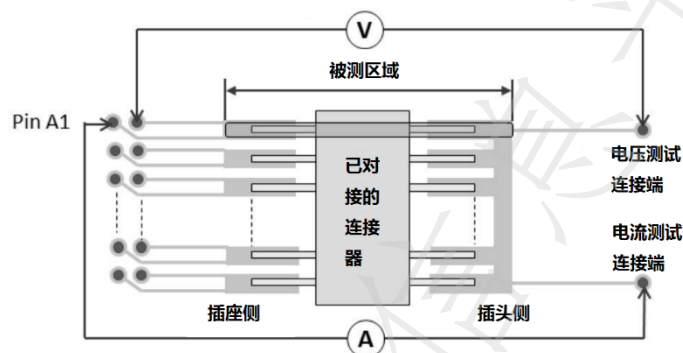 V
被测区域
Pin A1
已对
接的
连接
器
电压测试
连接端
电流测试
连接端
插座侧
插头侧
A